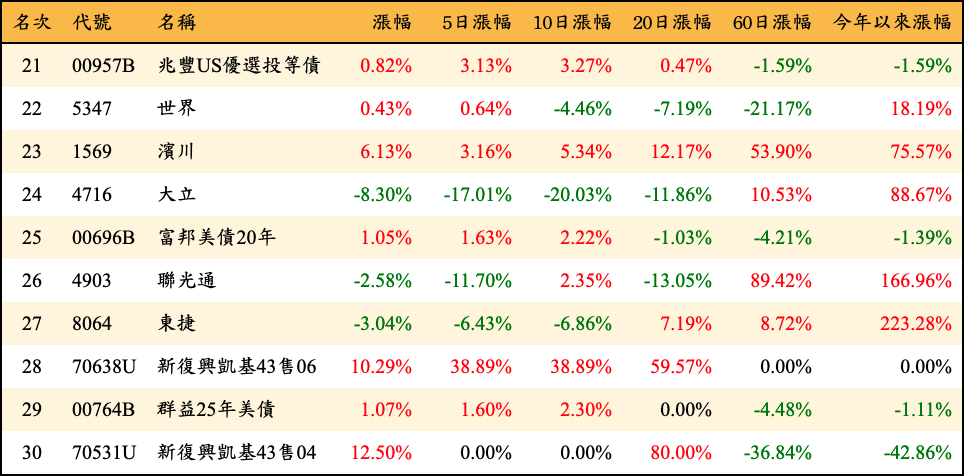 名次 代號 名稱 漲幅 5日漲幅 10日漲幅 20日漲幅 60日漲幅 今年以來漲幅
21 00957B 兆豐US優選投等債 0.82% 3.13% 3.27% 0.47% -1.59% -1.59%
22 5347 世界 0.43% 0.64% -4.46% -7.19% -21.17% 18.19%
23 1569 濱川 6.13% 3.16% 5.34% 12.17% 53.90% 75.57%
24 4716 大立 -8.30% -17.01% -20.03% -11.86% 10.53% 88.67%
25 00696B 富邦美債20年 1.05% 1.63% 2.22% -1.03% -4.21% -1.39%
26 4903 聯光通 -2.58% -11.70% 2.35% -13.05% 89.42% 166.96%
27 8064 東捷 -3.04% -6.43% -6.86% 7.19% 8.72% 223.28%
28 70638U 新復興凱基43售06 10.29% 38.89% 38.89% 59.57% 0.00% 0.00%
29 00764B 群益25年美債 1.07% 1.60% 2.30% 0.00% -4.48% -1.11%
30 70531U 新復興凱基43售04 12.50% 0.00% 0.00% 80.00% -36.84% -42.86%